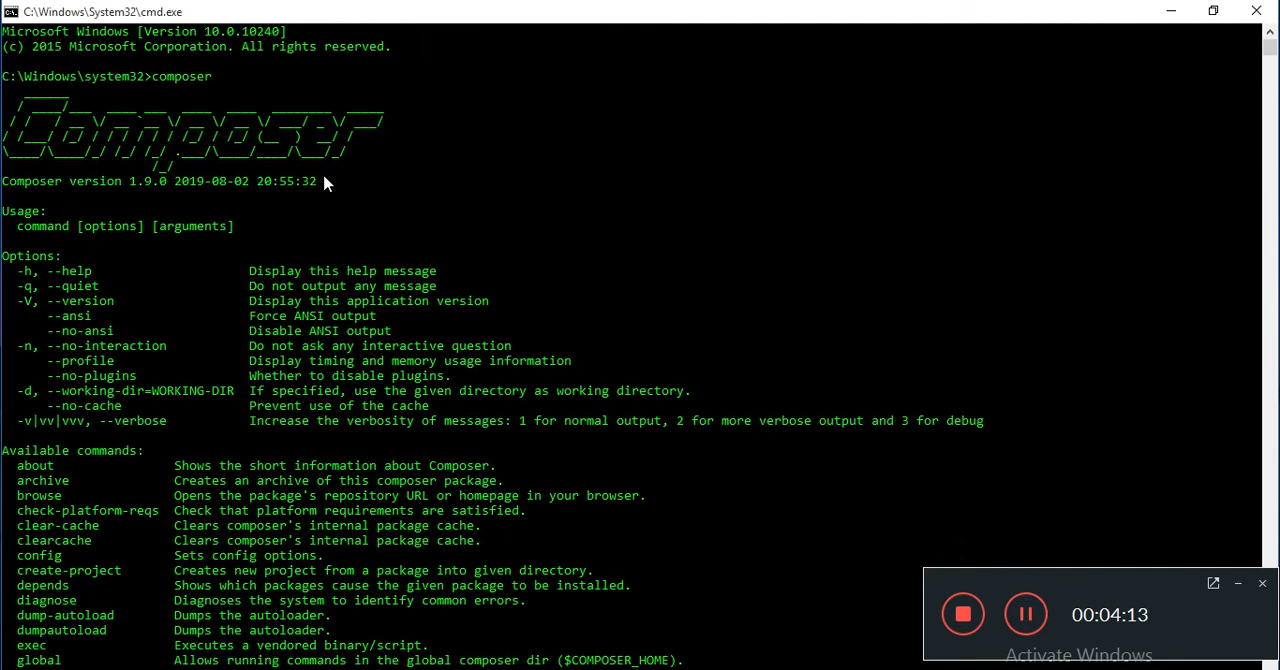 C:\Windows\System32\cmd.exe
Microsoft Windows [Version 10.0.10240]
(c) 2015 Microsoft Corporation. All rights reserved.
C:\Windows\system32>composer
Composer
Composer version 1.9.0 2019-08-02 20:55:32
Usage:
command [options] [arguments]
Options:
-h, --help Display this help message
-q, --quiet Do not output any message
-V, --version Display this application version
--ansi Force ANSI output
--no-ansi Disable ANSI output
-n, --no-interaction Do not ask any interactive question
--profile Display timing and memory usage information
--no-plugins Whether to disable plugins.
-d, --working-dir=WORKING-DIR If specified, use the given directory as working directory.
--no-cache Prevent use of the cache
-v|vv|vvv, --verbose Increase the verbosity of messages: 1 for normal output, 2 for more verbose output and 3 for debug
Available commands:
about Shows the short information about Composer.
archive Creates an archive of this composer package.
browse Opens the package's repository URL or homepage in your browser.
check-platform-reqs Check that platform requirements are satisfied.
clear-cache Clears composer's internal package cache.
clearcache Clears composer's internal package cache.
config Sets config options.
create-project Creates new project from a package into given directory.
depends Shows which packages cause the given package to be installed.
diagnose Diagnoses the system to identify common errors.
dump-autoload Dumps the autoloader.
dumpautoload Dumps the autoloader.
exec Executes a vendored binary/script.
global Allows running commands in the global composer dir ($COMPOSER_HOME).
00:04:13
Activate Windows